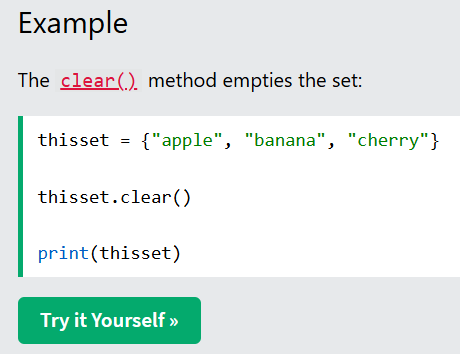 Example
The clear() method empties the set:
thisset = {"apple", "banana", "cherry"}
thisset.clear()
print(thisset)
Try it Yourself »